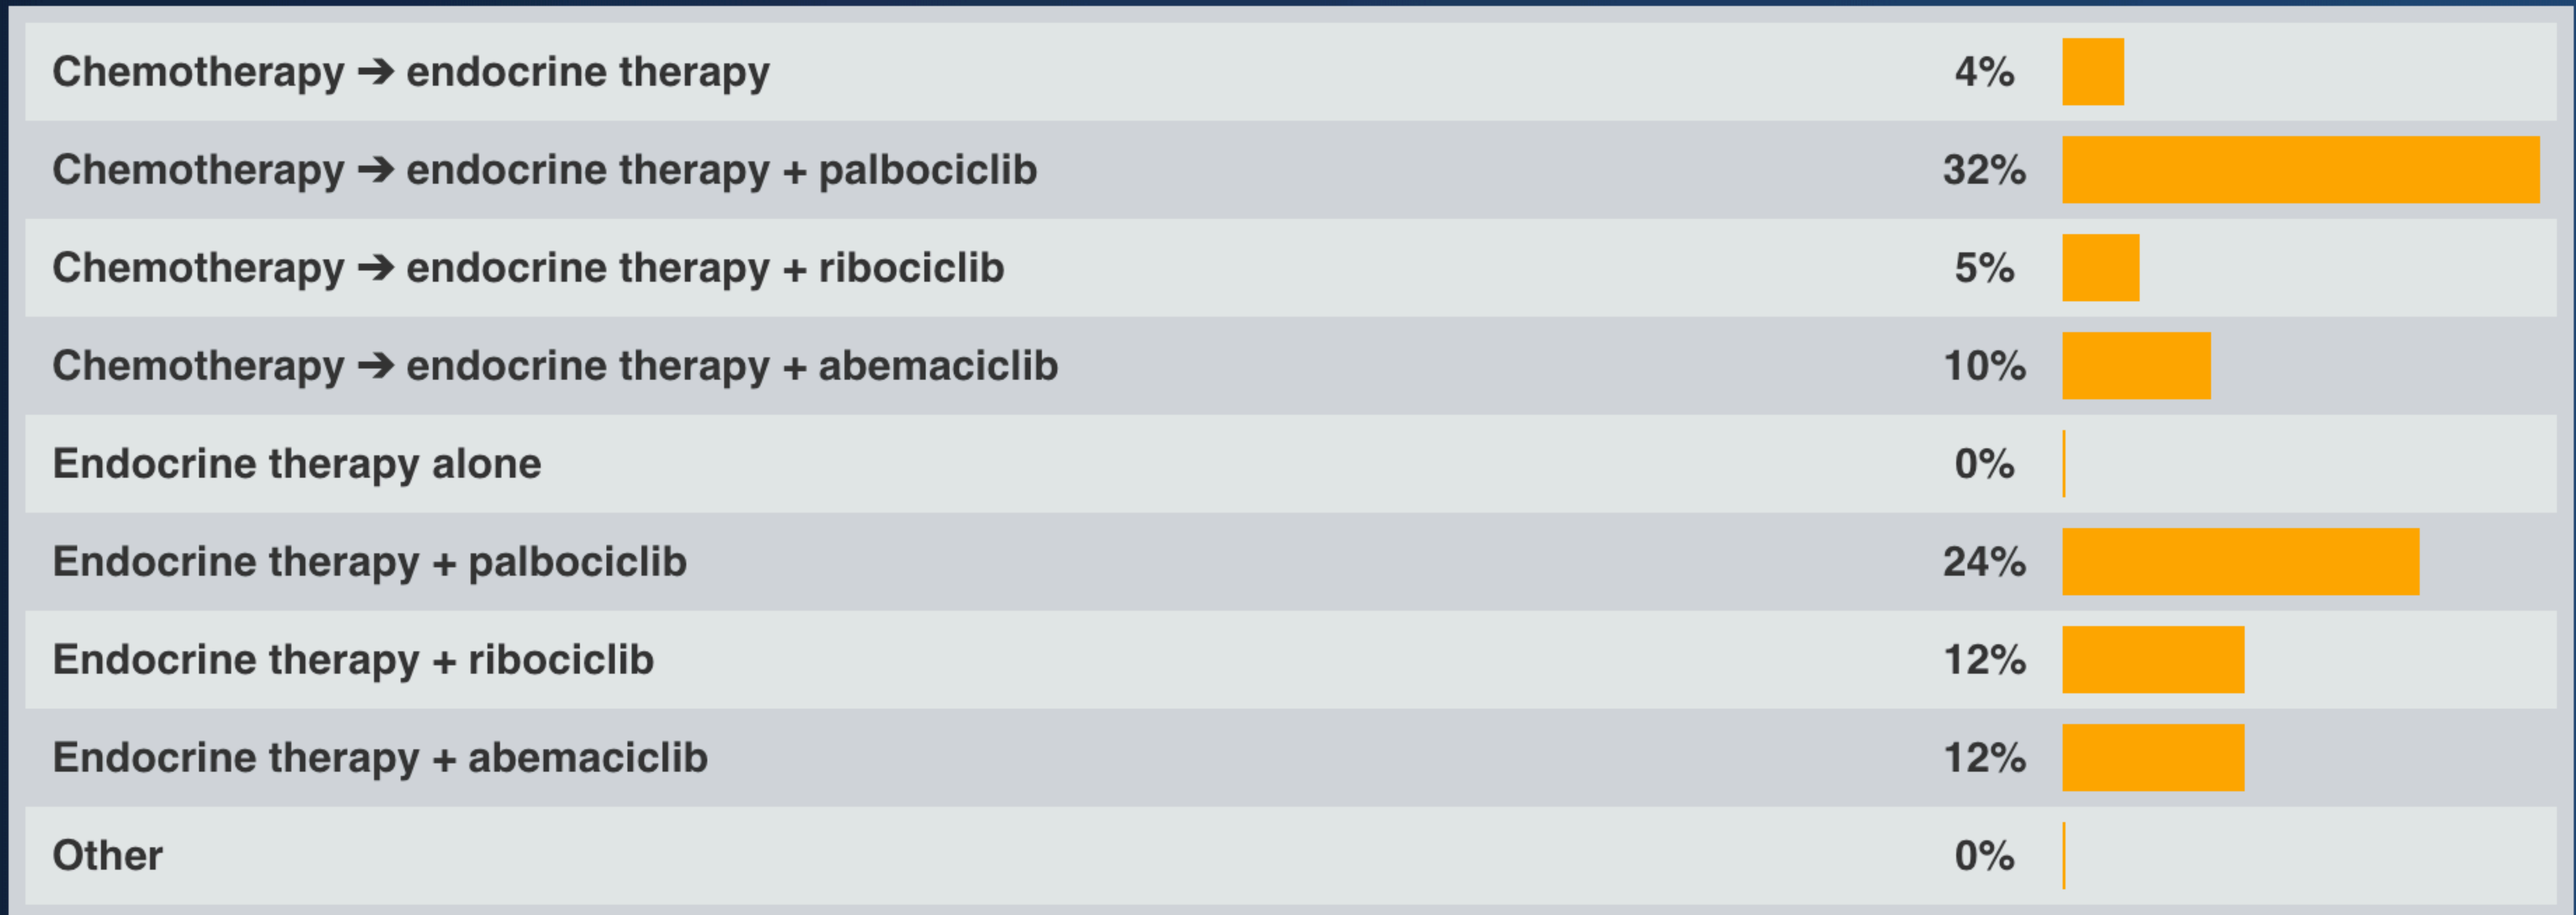 Chemotherapy ➔ endocrine therapy 4%
Chemotherapy ➔ endocrine therapy + palbociclib 32%
Chemotherapy ➔ endocrine therapy + ribociclib 5%
Chemotherapy ➔ endocrine therapy + abemaciclib 10%
Endocrine therapy alone 0%
Endocrine therapy + palbociclib 24%
Endocrine therapy + ribociclib 12%
Endocrine therapy + abemaciclib 12%
Other 0%